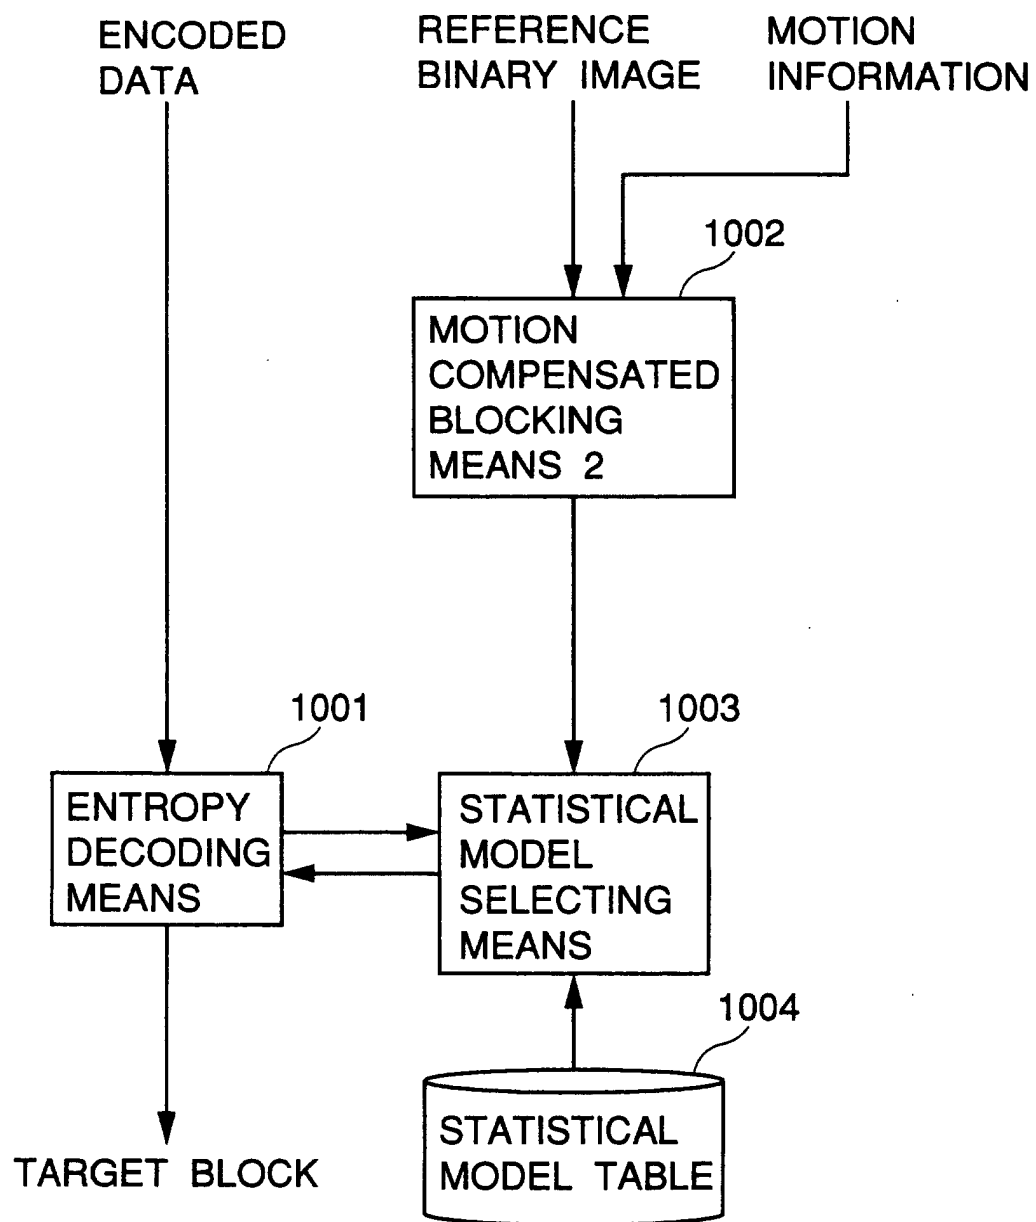 ENCODED
DATA
REFERENCE
BINARY IMAGE
MOTION
INFORMATION
1002
MOTION
COMPENSATED
BLOCKING
MEANS 2
1001
ENTROPY
DECODING
MEANS
1003
STATISTICAL
MODEL
SELECTING
MEANS
1004
STATISTICAL
MODEL TABLE
TARGET BLOCK